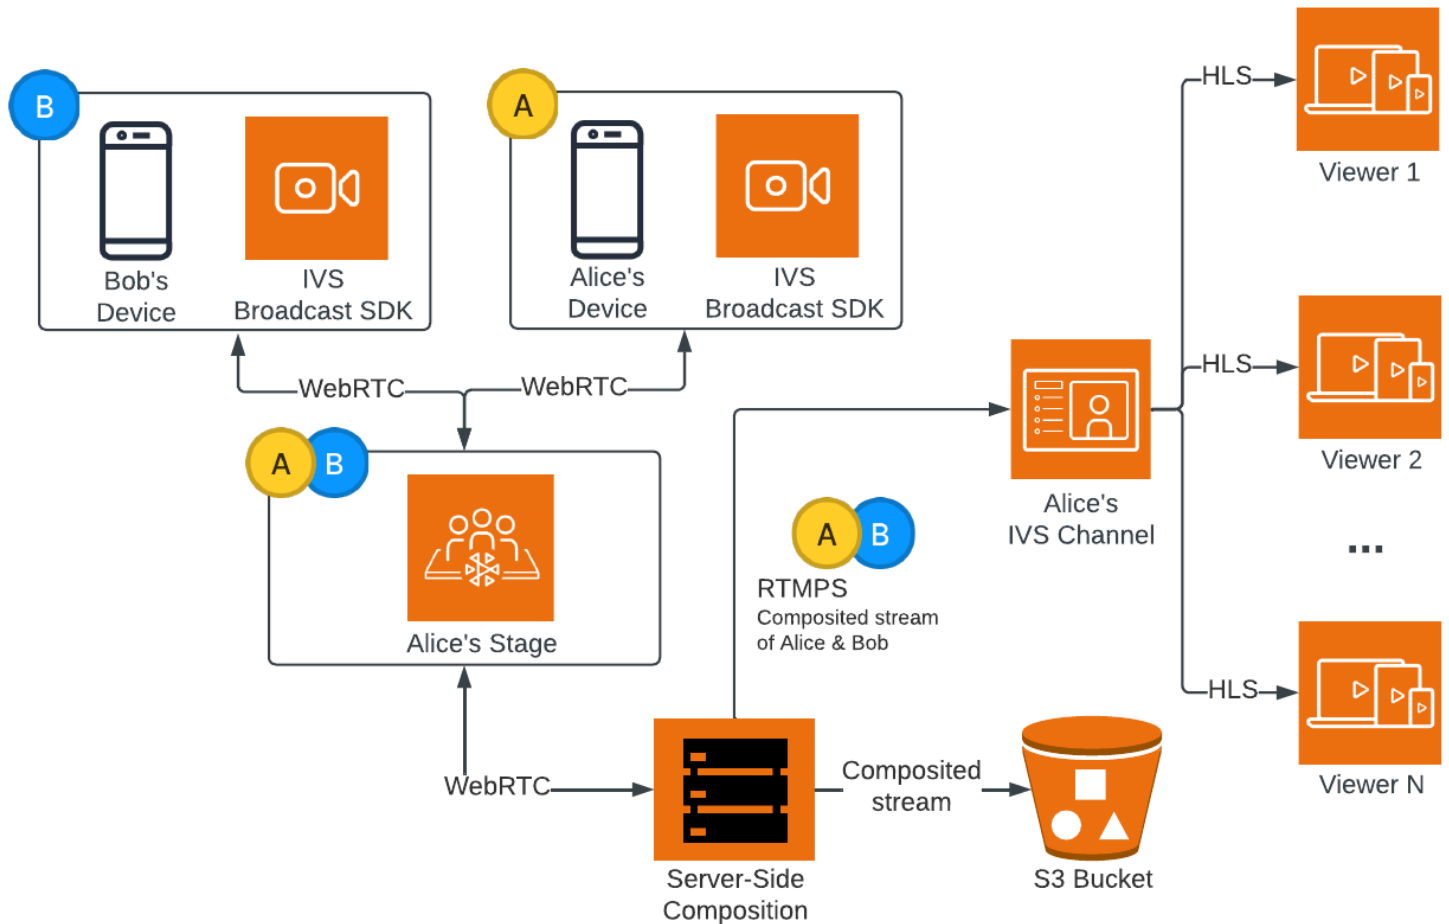 B
Bob's
Device
IVS
Broadcast SDK
A
Alice's
Device
IVS
Broadcast SDK
WebRTC
WebRTC
A
B
Alice's Stage
WebRTC
Server-Side
Composition
A
B
RTMPS
Composited stream
of Alice & Bob
Composited
stream
S3 Bucket
Alice's
IVS Channel
HLS
Viewer 1
HLS
Viewer 2
...
HLS
Viewer N